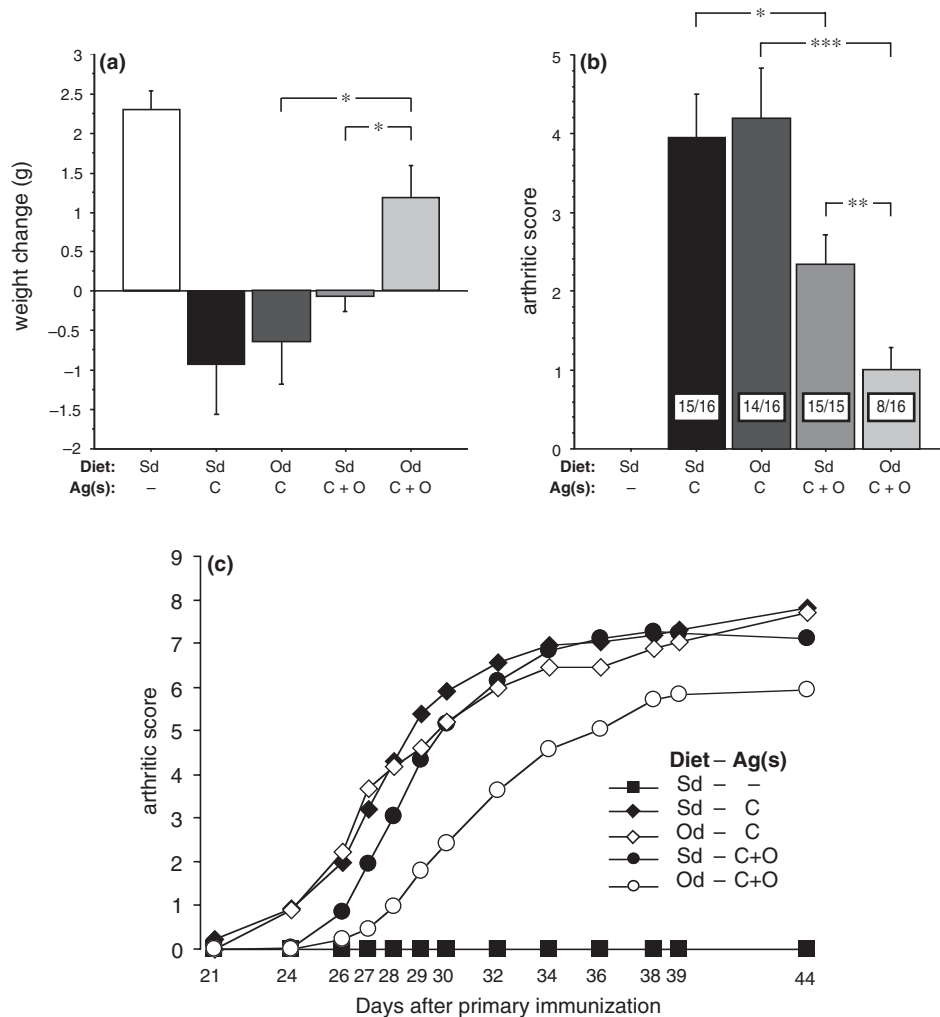 (a)
3
2.5
2
1.5
1
0.5
0
–0.5
–1
–1.5
–2
weight change (g)
*
*
Diet: Sd Sd Od Sd Od
Ag(s): – C C C + O C + O
(b)
5
4
3
2
1
0
arthritic score
*
***
**
15/16 14/16 15/15 8/16
Diet: Sd Sd Od Sd Od
Ag(s): – C C C + O C + O
(c)
9
8
7
6
5
4
3
2
1
0
arthritic score
Diet – Ag(s)
Sd – –
Sd – C
Od – C
Sd – C+O
Od – C+O
21 24 26 27 28 29 30 32 34 36 38 39 44
Days after primary immunization